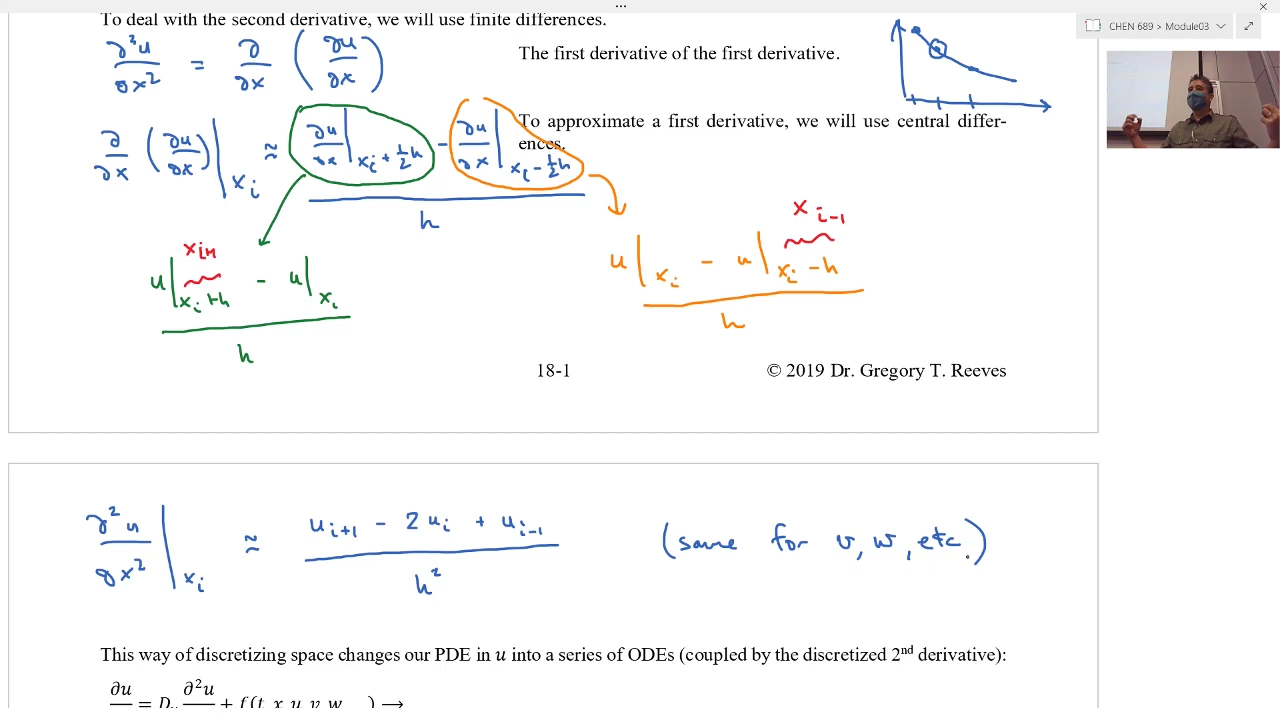 To deal with the second derivative, we will use finite differences.
CHEN 689 > Module03
∂²u/∂x² = ∂/∂x (∂u/∂x)
The first derivative of the first derivative.
To approximate a first derivative, we will use central differ-
ences.
∂/∂x (∂u/∂x)|xi ≈ (∂u/∂x|xi+½h − ∂u/∂x|xi−½h) / h
xi+1
(u|xi+h − u|xi) / h
xi−1
(u|xi − u|xi−h) / h
18-1
© 2019 Dr. Gregory T. Reeves
∂²u/∂x²|xi ≈ (ui+1 − 2ui + ui−1) / h² (same for v, w, etc.)
This way of discretizing space changes our PDE in u into a series of ODEs (coupled by the discretized 2nd derivative):
∂u = D ∂²u + f(t, x, u, v, w ) →